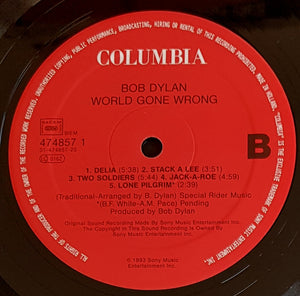 COLUMBIA
BOB DYLAN
WORLD GONE WRONG
BIEM
474857 1
B
1. DELIA (5:38) 2. STACK A LEE (3:51)
3. TWO SOLDIERS (5:44) 4. JACK-A-ROE (4:56)
5. LONE PILGRIM* (2:39)
(Traditional-Arranged by B. Dylan) Special Rider Music
*(B.F. White-A.M. Pace) Pending
Produced by Bob Dylan
Original Sound Recording Made By Sony Music Entertainment Inc.
The Copyright In This Sound Recording Is Owned By
Sony Music Entertainment Inc.
℗ 1993 Sony Music
Entertainment Inc.